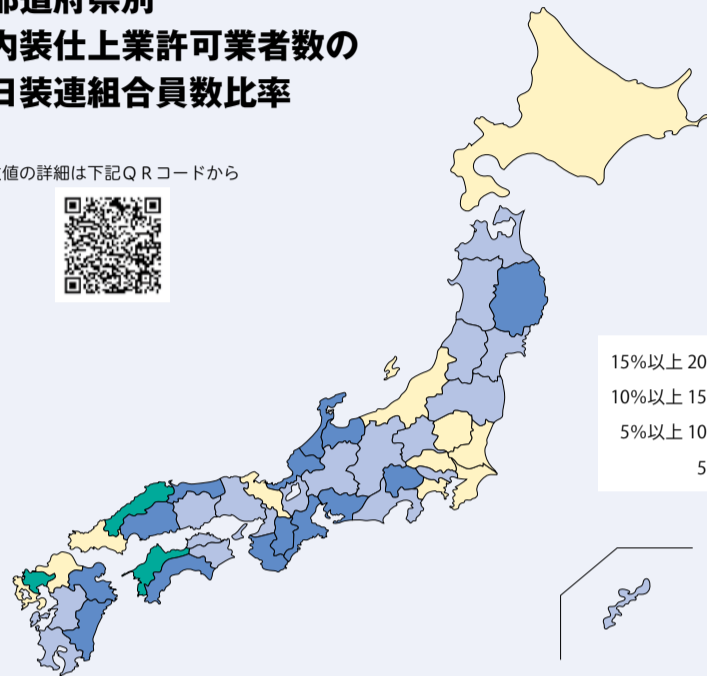 都道府県別
内装仕上業許可業者数の
日装連組合員数比率
値の詳細は下記QRコードから
15%以上 20
10%以上 15
5%以上 10
5